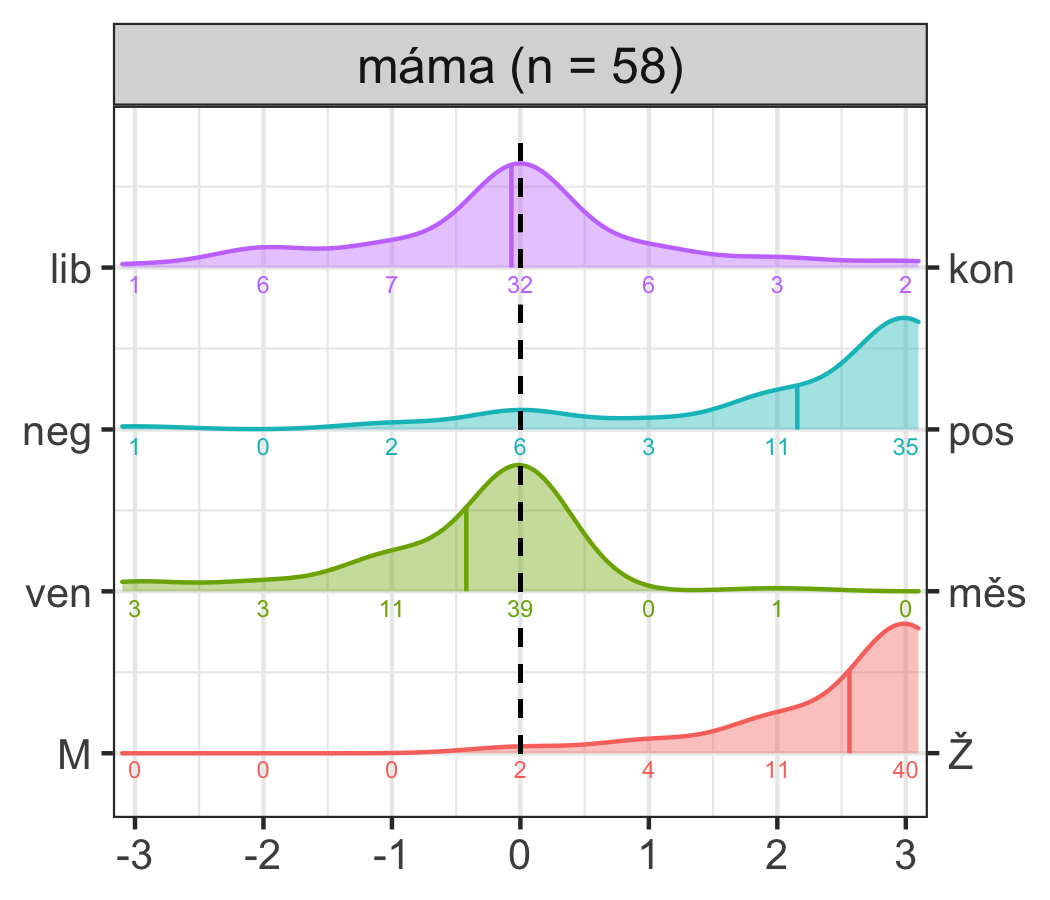 máma (n = 58)
lib kon
1 6 7 32 6 3 2
neg pos
1 0 2 6 3 11 35
ven měs
3 3 11 39 0 1 0
M Ž
0 0 0 2 4 11 40
-3 -2 -1 0 1 2 3